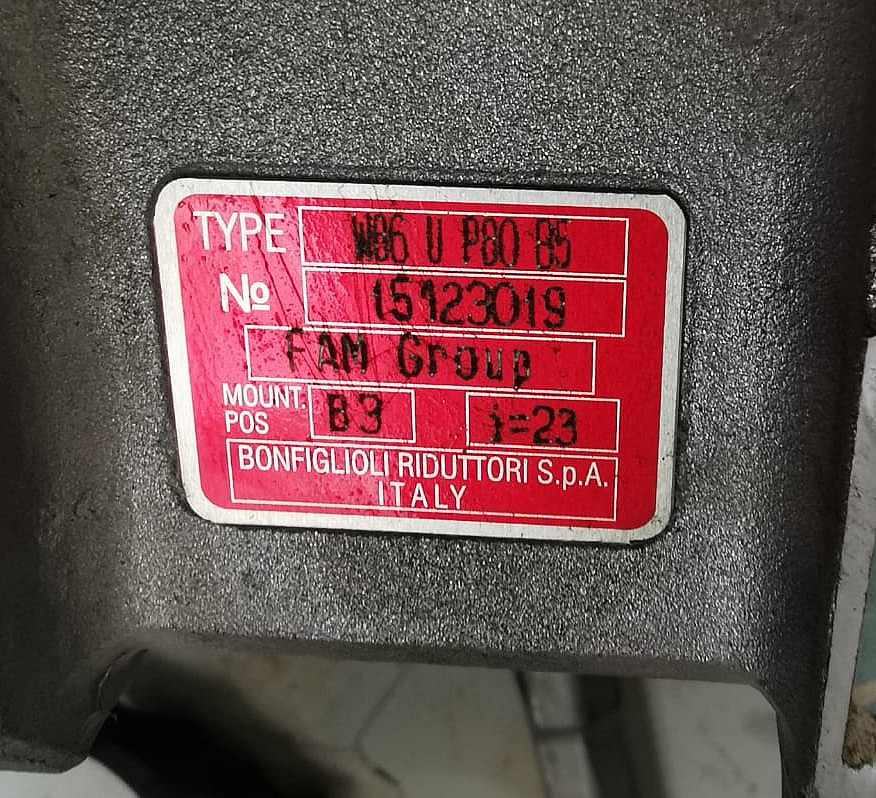 TYPE W86 U P80 B5
No 15123019
FAM Group
MOUNT. POS B3 i=23
BONFIGLIOLI RIDUTTORI S.p.A.
ITALY